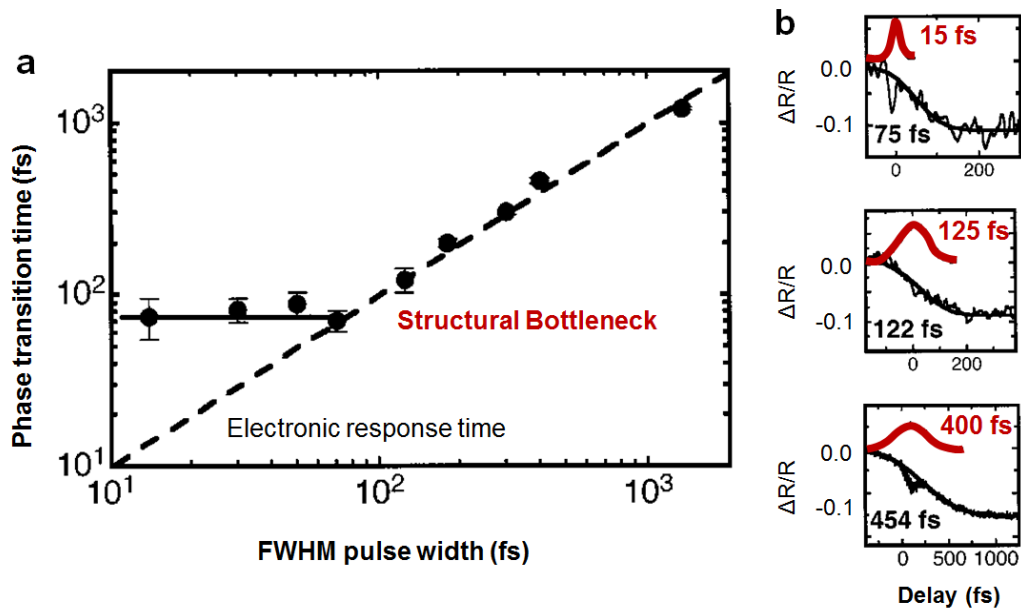 a
Phase transition time (fs)
10³
10²
10¹
Structural Bottleneck
Electronic response time
10¹ 10² 10³
FWHM pulse width (fs)
b
15 fs
ΔR/R
0.0
-0.1
75 fs
0 200
125 fs
ΔR/R
0.0
-0.1
122 fs
0 200
400 fs
ΔR/R
0.0
-0.1
454 fs
0 500 1000
Delay (fs)